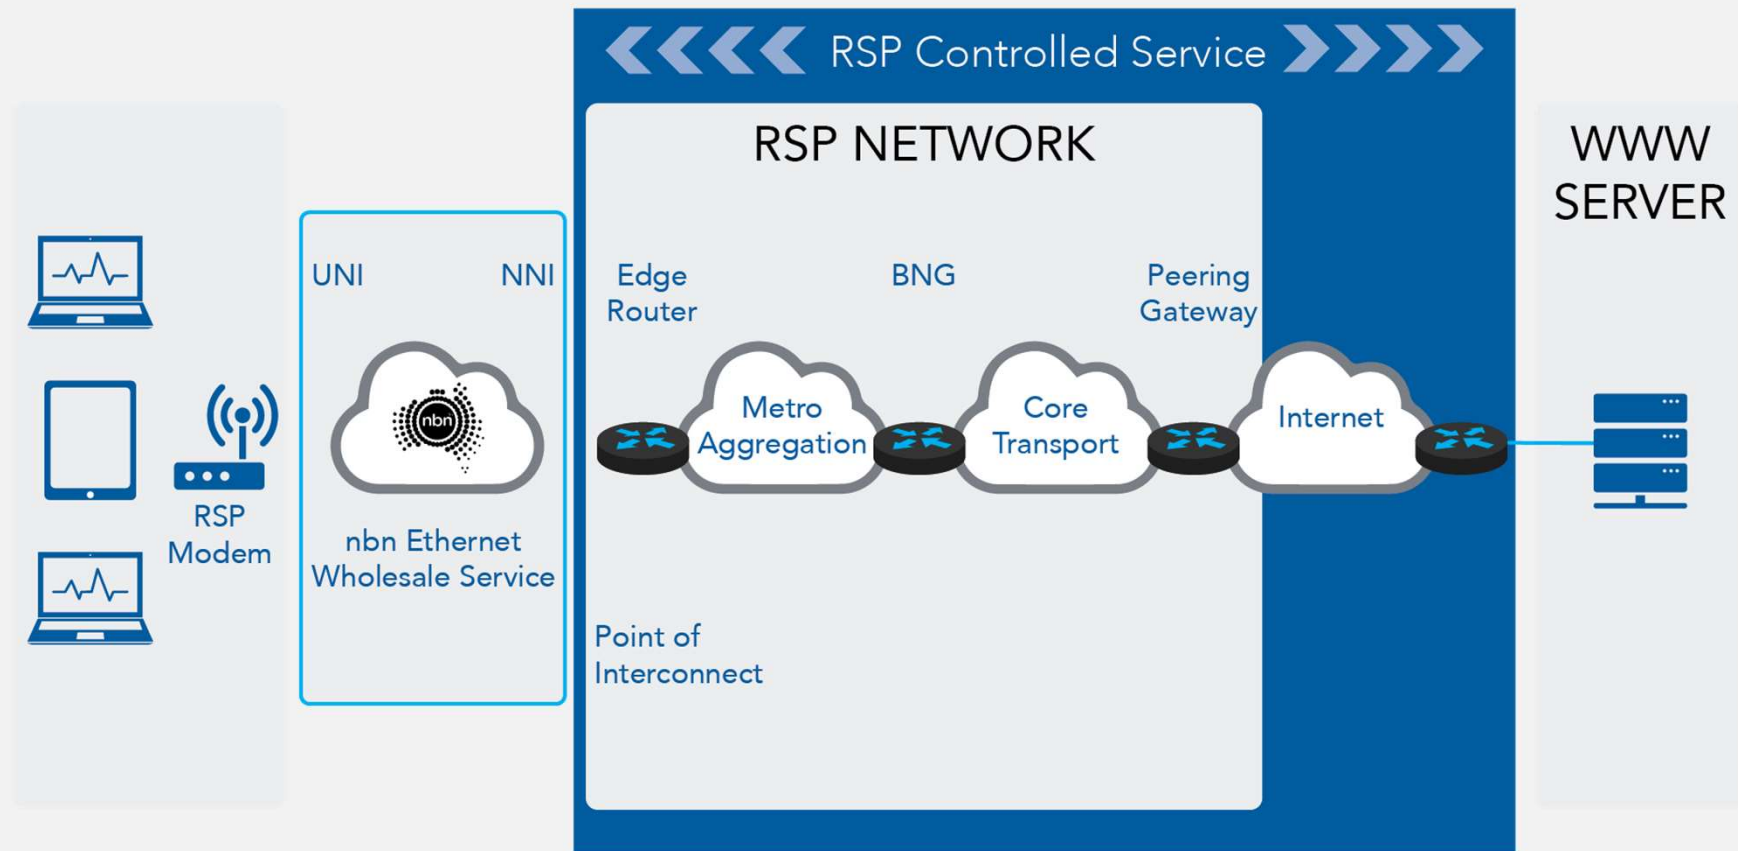 RSP Controlled Service
RSP NETWORK
WWW
SERVER
UNI
NNI
Edge
Router
BNG
Peering
Gateway
nbn
Metro
Aggregation
Core
Transport
Internet
RSP
Modem
nbn Ethernet
Wholesale Service
Point of
Interconnect